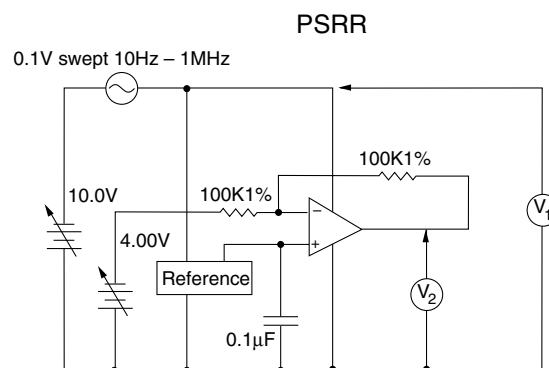 PSRR
0.1V swept 10Hz – 1MHz
100K1%
10.0V
100K1%
4.00V
V1
–
+
Reference
V2
0.1μF